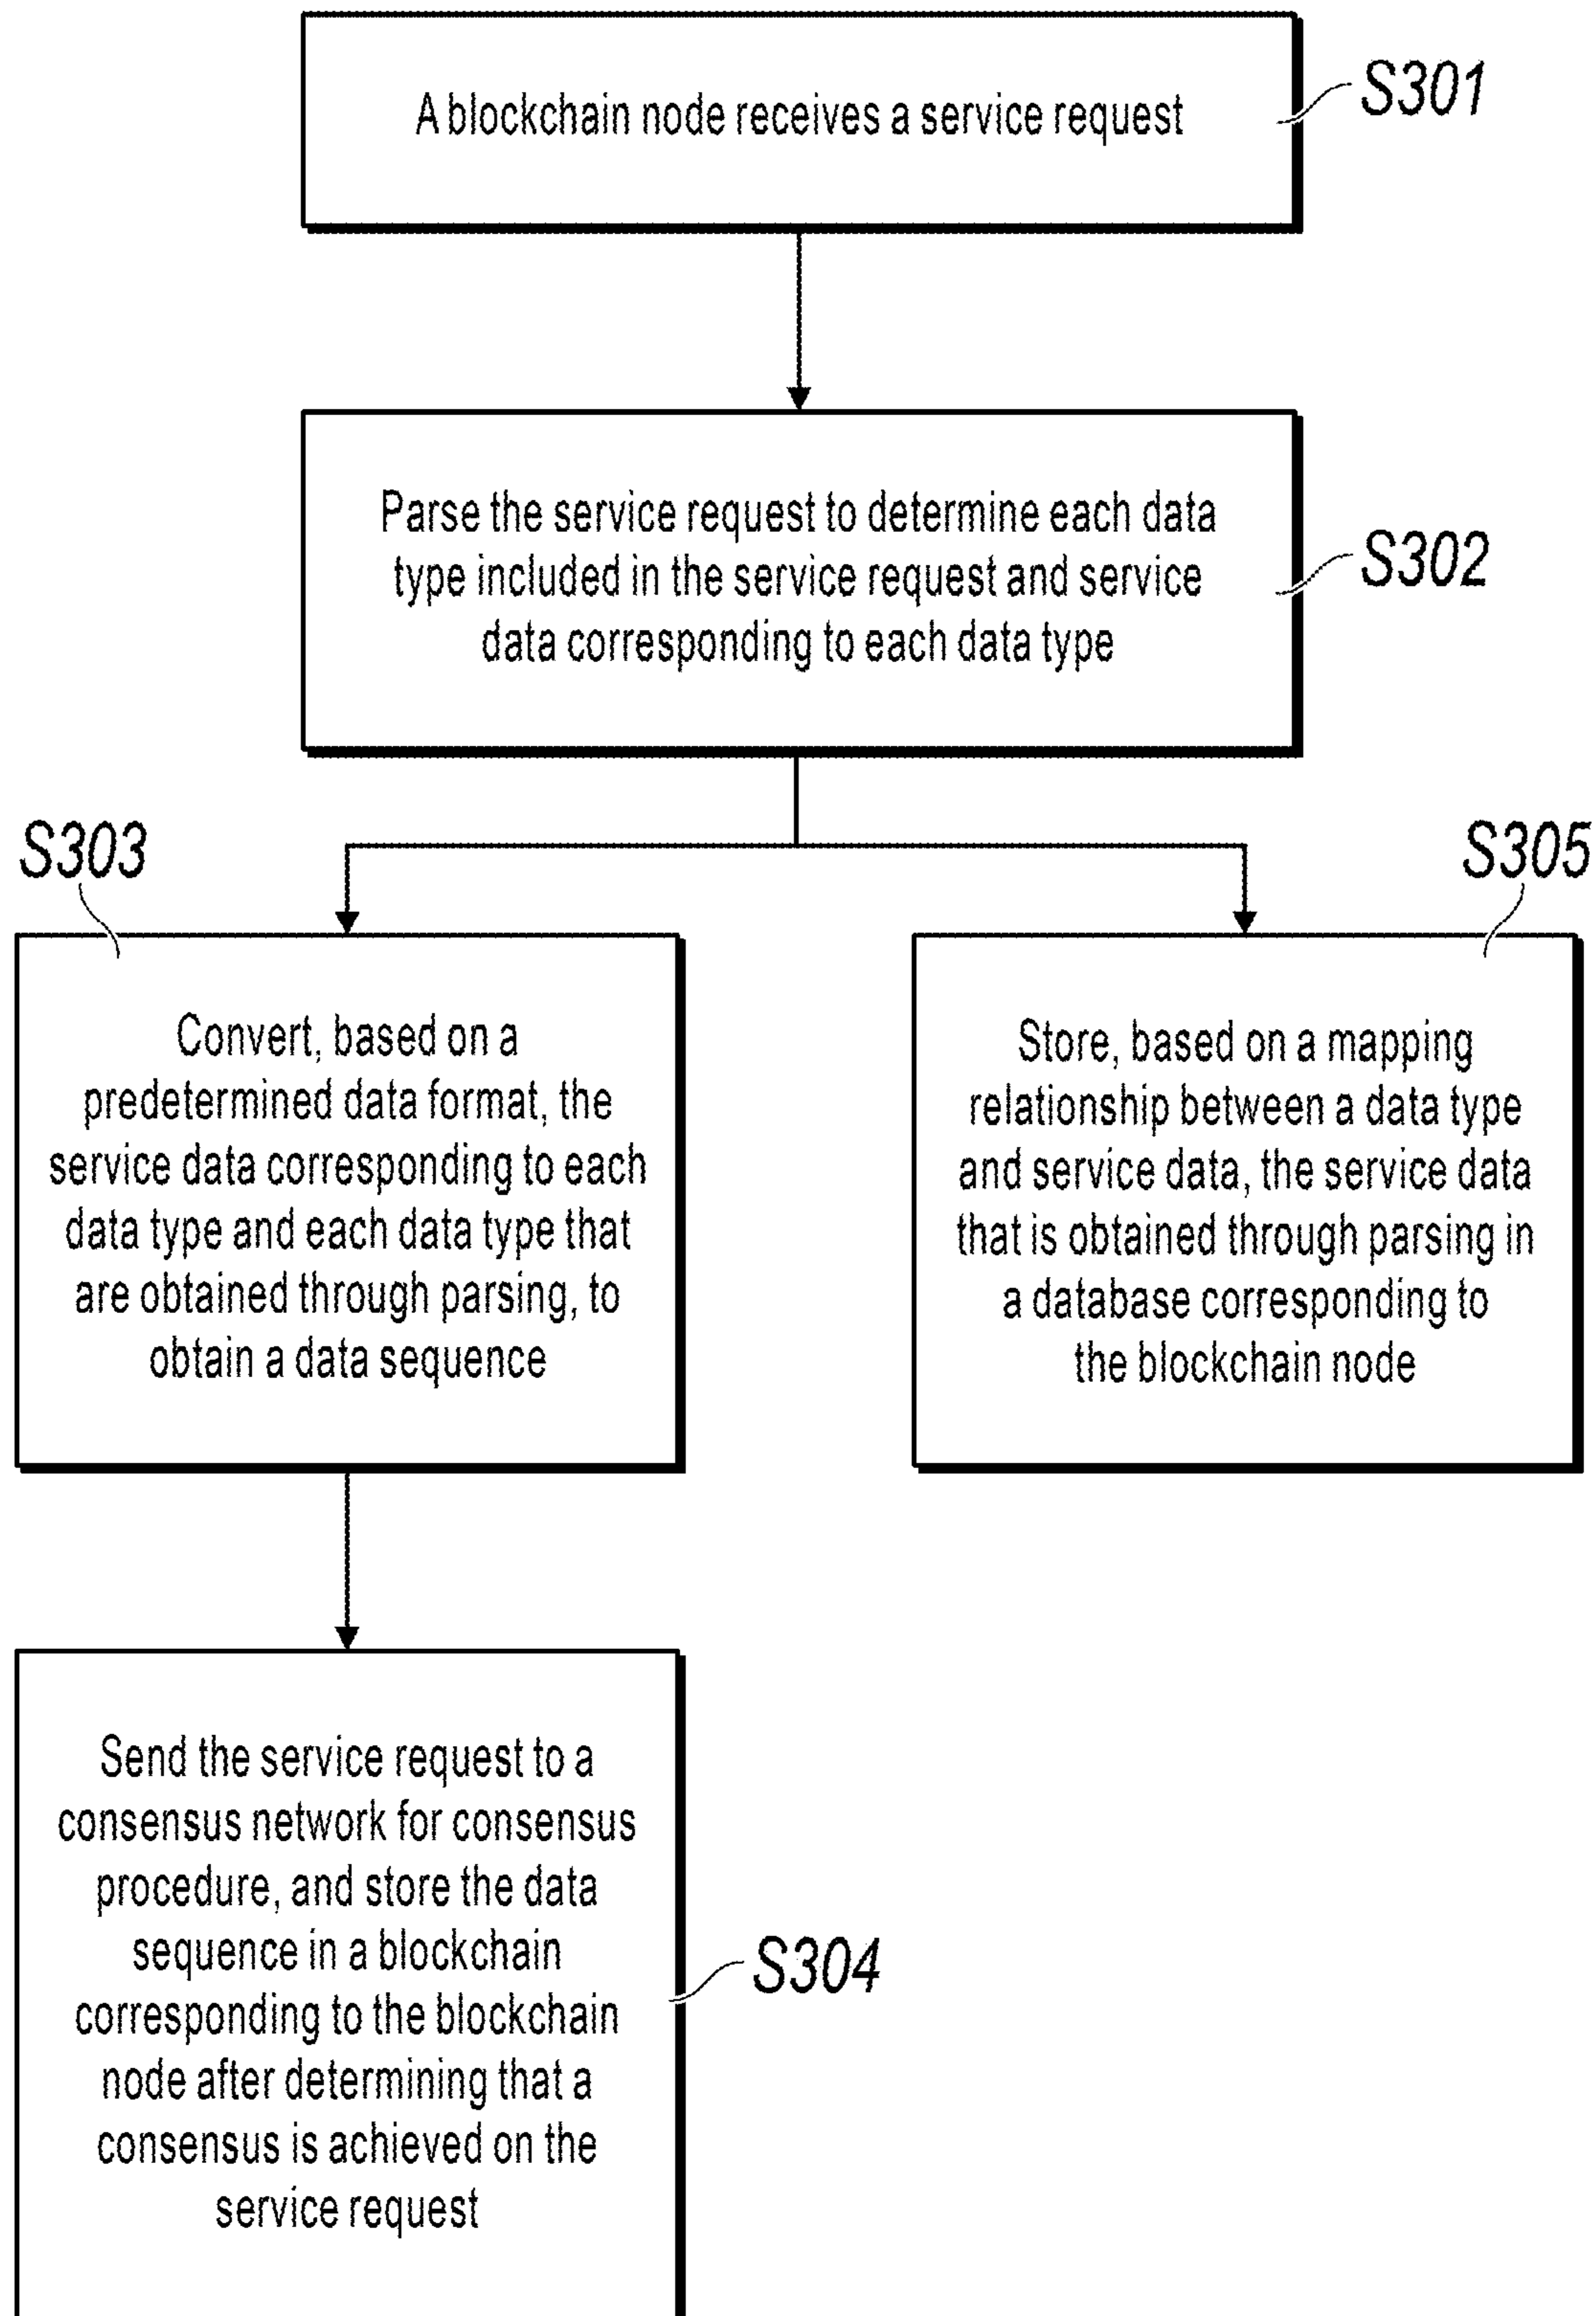 A blockchain node receives a service request
S301
Parse the service request to determine each data
type included in the service request and service
data corresponding to each data type
S302
S303
Convert, based on a
predetermined data format, the
service data corresponding to each
data type and each data type that
are obtained through parsing, to
obtain a data sequence
S305
Store, based on a mapping
relationship between a data type
and service data, the service data
that is obtained through parsing in
a database corresponding to
the blockchain node
Send the service request to a
consensus network for consensus
procedure, and store the data
sequence in a blockchain
corresponding to the blockchain
node after determining that a
consensus is achieved on the
service request
S304